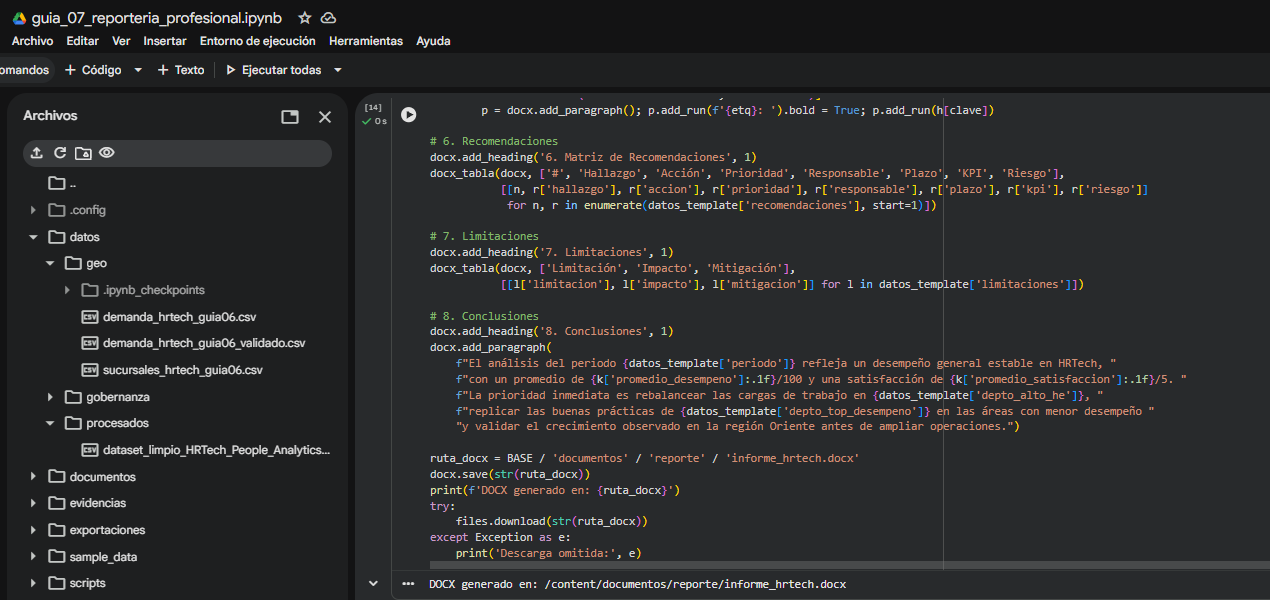 guia_07_reporteria_profesional.ipynb
Archivo Editar Ver Insertar Entorno de ejecución Herramientas Ayuda
omandos + Código + Texto Ejecutar todas
Archivos
..
.config
datos
geo
.ipynb_checkpoints
demanda_hrtech_guia06.csv
demanda_hrtech_guia06_validado.csv
sucursales_hrtech_guia06.csv
gobernanza
procesados
dataset_limpio_HRTech_People_Analytics...
documentos
evidencias
exportaciones
sample_data
scripts
[14]
0 s
p = docx.add_paragraph(); p.add_run(f'{etq}: ').bold = True; p.add_run(h[clave])
# 6. Recomendaciones
docx.add_heading('6. Matriz de Recomendaciones', 1)
docx_tabla(docx, ['#', 'Hallazgo', 'Acción', 'Prioridad', 'Responsable', 'Plazo', 'KPI', 'Riesgo'],
[[n, r['hallazgo'], r['accion'], r['prioridad'], r['responsable'], r['plazo'], r['kpi'], r['riesgo']]
for n, r in enumerate(datos_template['recomendaciones'], start=1)])
# 7. Limitaciones
docx.add_heading('7. Limitaciones', 1)
docx_tabla(docx, ['Limitación', 'Impacto', 'Mitigación'],
[[l['limitacion'], l['impacto'], l['mitigacion']] for l in datos_template['limitaciones']])
# 8. Conclusiones
docx.add_heading('8. Conclusiones', 1)
docx.add_paragraph(
f"El análisis del periodo {datos_template['periodo']} refleja un desempeño general estable en HRTech, "
f"con un promedio de {k['promedio_desempeno']:.1f}/100 y una satisfacción de {k['promedio_satisfaccion']:.1f}/5. "
f"La prioridad inmediata es rebalancear las cargas de trabajo en {datos_template['depto_alto_he']}, "
f"replicar las buenas prácticas de {datos_template['depto_top_desempeno']} en las áreas con menor desempeño "
"y validar el crecimiento observado en la región Oriente antes de ampliar operaciones.")
ruta_docx = BASE / 'documentos' / 'reporte' / 'informe_hrtech.docx'
docx.save(str(ruta_docx))
print(f'DOCX generado en: {ruta_docx}')
try:
files.download(str(ruta_docx))
except Exception as e:
print('Descarga omitida:', e)
DOCX generado en: /content/documentos/reporte/informe_hrtech.docx